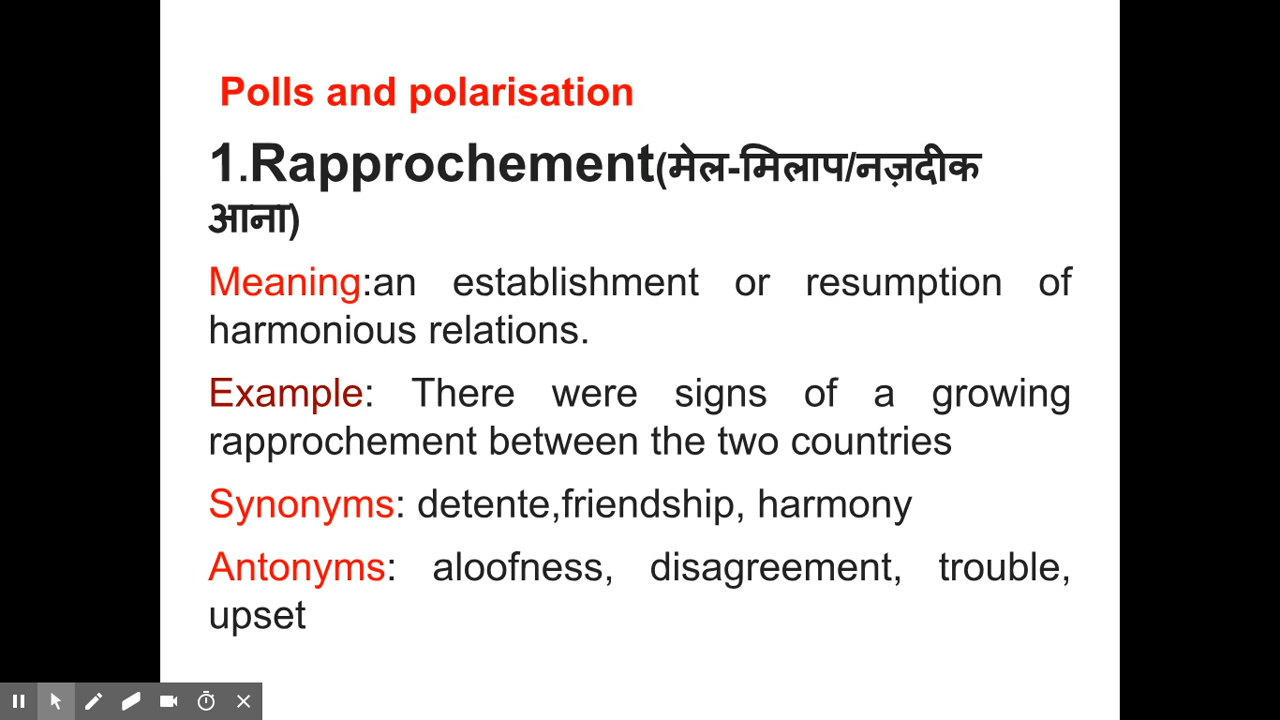 Polls and polarisation
1.Rapprochement(मेल-मिलाप/नज़दीक
आना)
Meaning:an establishment or resumption of
harmonious relations.
Example: There were signs of a growing
rapprochement between the two countries
Synonyms: detente,friendship, harmony
Antonyms: aloofness, disagreement, trouble,
upset